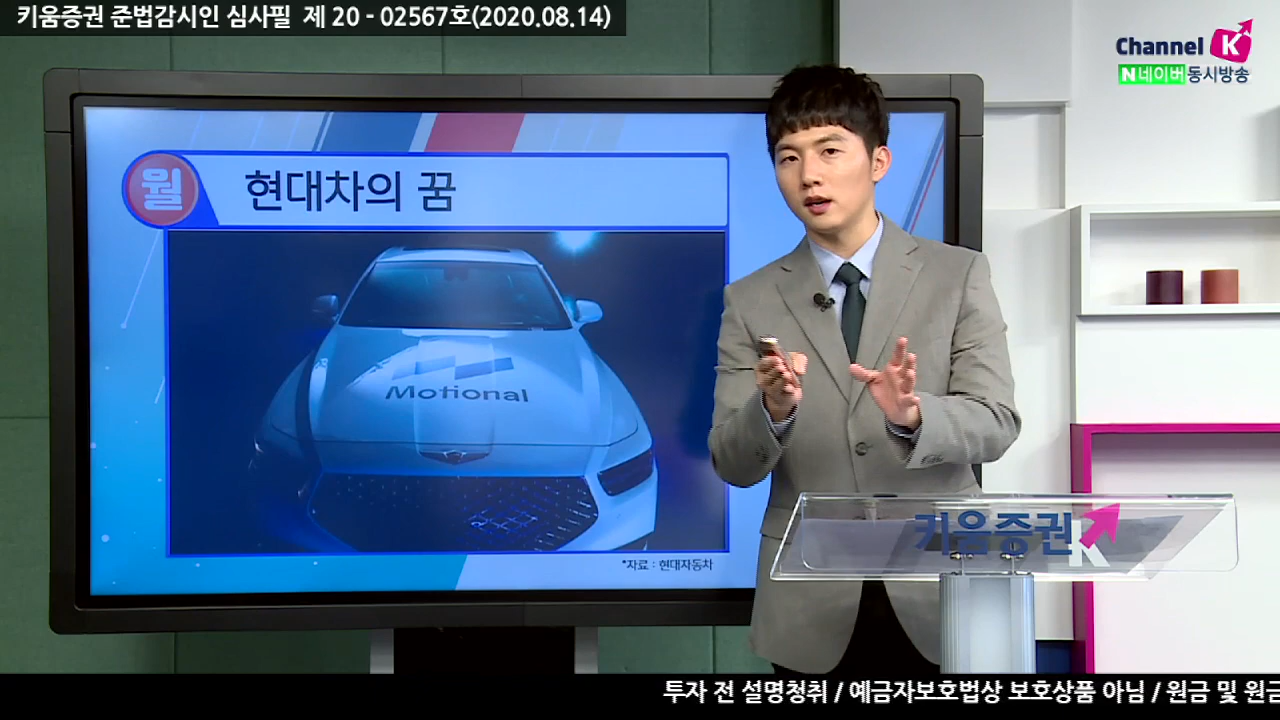 키움증권 준법감시인 심사필 제 20 - 02567호(2020.08.14)
Channel K
N네이버 동시방송
월 현대차의 꿈
Motional
*자료 : 현대자동차
키움증권 K
투자 전 설명청취 / 예금자보호법상 보호상품 아님 / 원금 및 원금